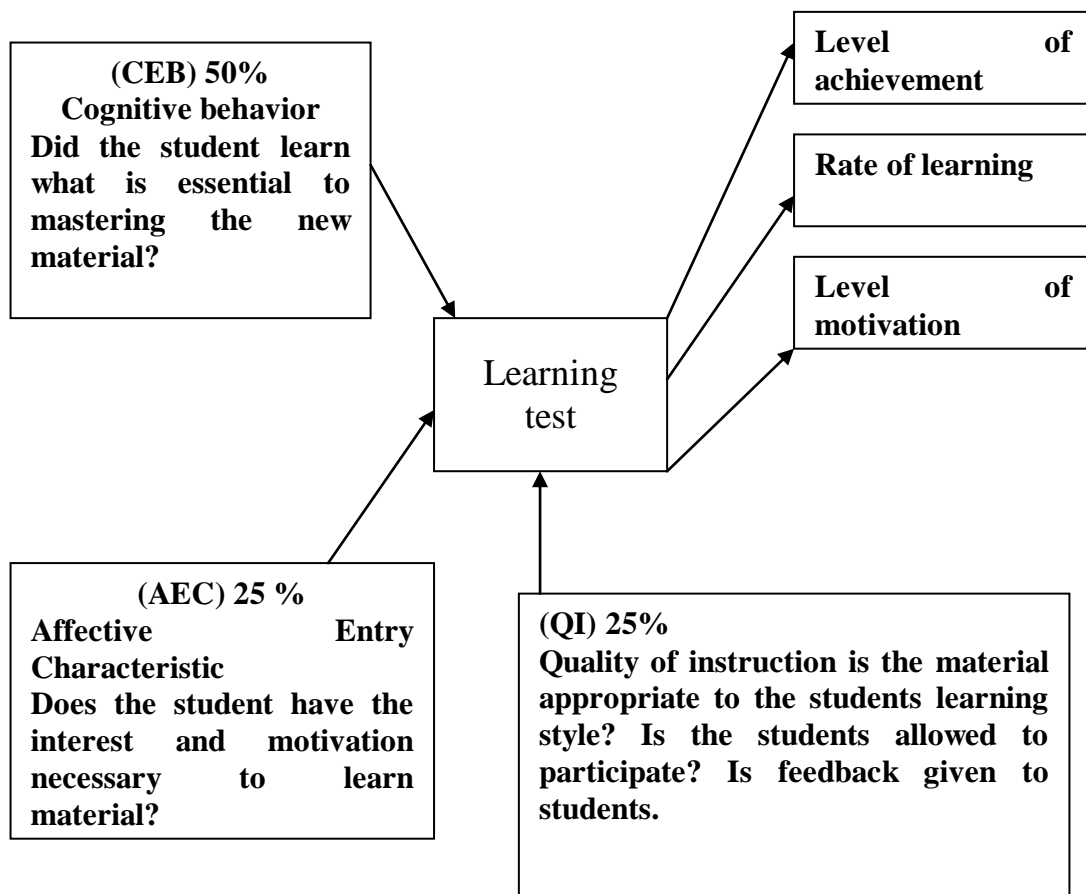 (CEB) 50%
Cognitive behavior
Did the student learn
what is essential to
mastering the new
material?
Level of
achievement
Rate of learning
Level of
motivation
Learning
test
(AEC) 25 %
Affective Entry
Characteristic
Does the student have the
interest and motivation
necessary to learn
material?
(QI) 25%
Quality of instruction is the material
appropriate to the students learning
style? Is the students allowed to
participate? Is feedback given to
students.